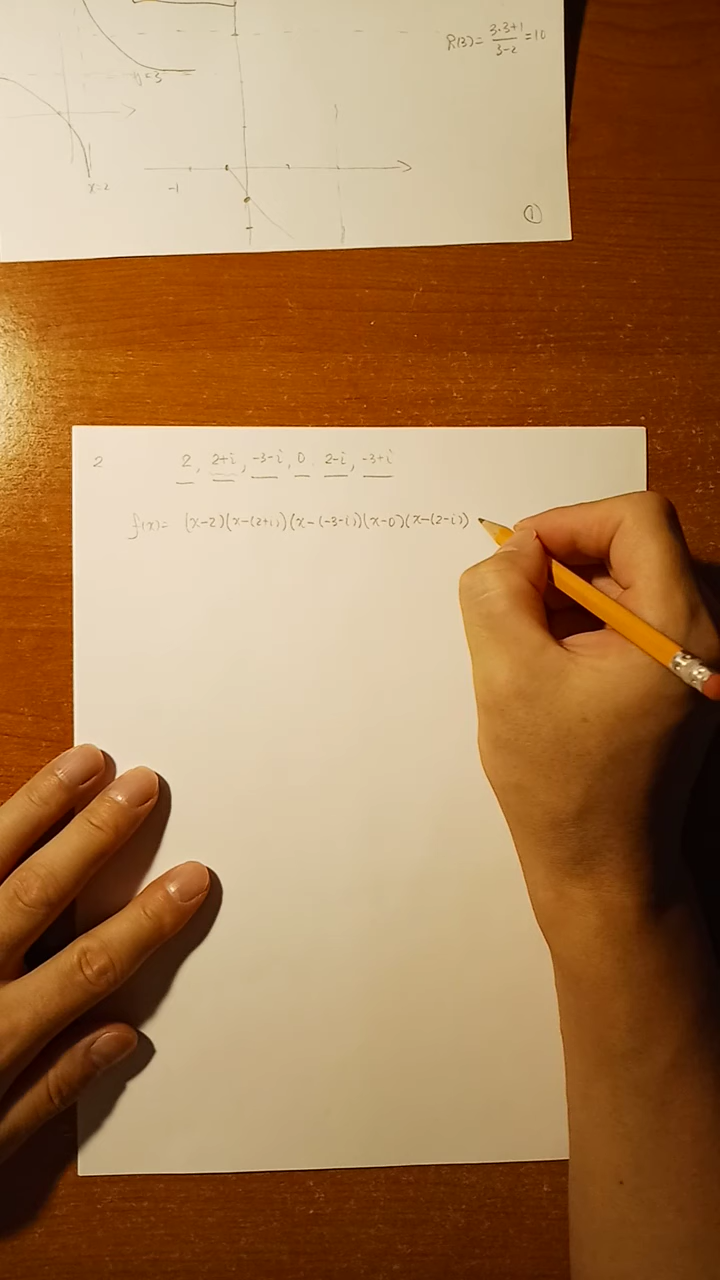 R(3) = (3·3+1)/(3-2) = 10
y=3
x=2
-1
1
2
2, 2+i, -3-i, 0, 2-i, -3+i
f(x)= (x-2)(x-(2+i))(x-(-3-i))(x-0)(x-(2-i))